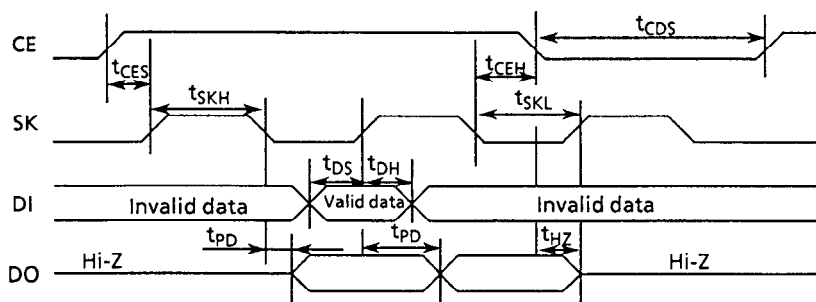 CE
tCES
tCEH
tCDS
SK
tSKH
tSKL
DI
Invalid data
tDS
tDH
Valid data
Invalid data
DO
Hi-Z
tPD
tPD
tHZ
Hi-Z